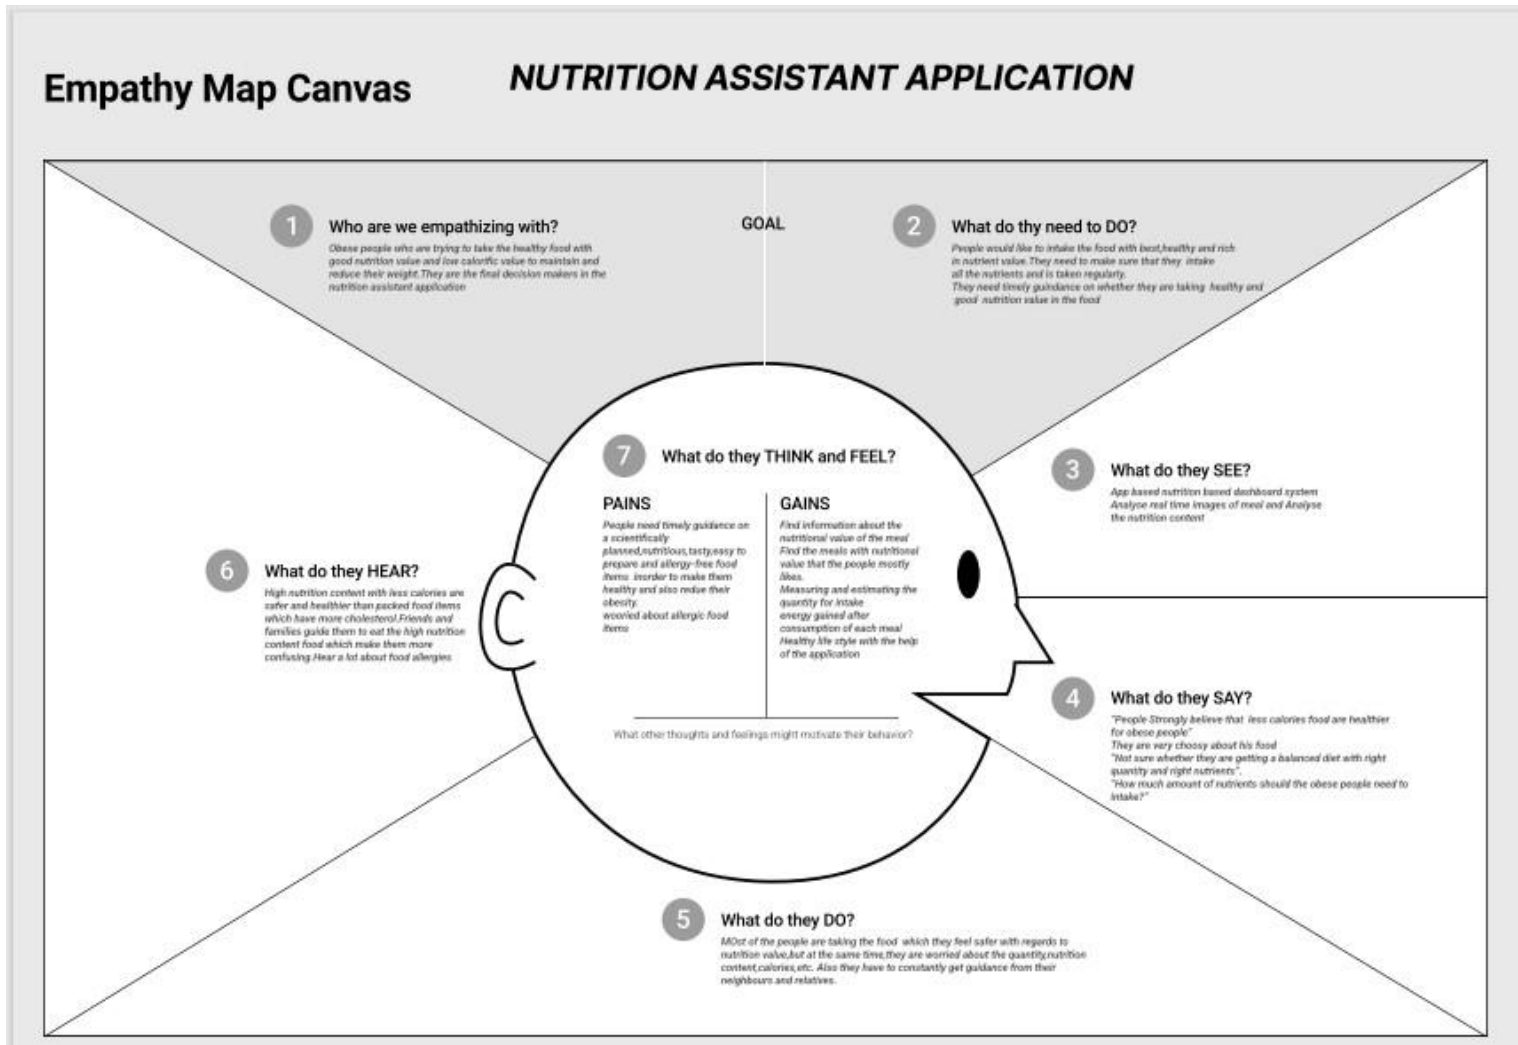 Empathy Map Canvas
NUTRITION ASSISTANT APPLICATION
1
Who are we empathizing with?
Obese people who are trying to take the healthy food with
good nutrition value and low calorific value to maintain and
reduce their weight.They are the final decision makers in the
nutrition assistant application
GOAL
2
What do thy need to DO?
People would like to intake the food with best,healthy and rich
in nutrient value.They need to make sure that they intake
all the nutrients and is taken regularly.
They need timely guindance on whether they are taking healthy and
good nutrition value in the food
3
What do they SEE?
App based nutrition based dashboard system
Analyse real time images of meal and Analyse
the nutrition content
4
What do they SAY?
"People Strongly believe that less calories food are healthier
for obese people"
They are very choosy about his food
"Not sure whether they are getting a balanced diet with right
quantity and right nutrients".
"How much amount of nutrients should the obese people need to
intake?"
5
What do they DO?
MOst of the people are taking the food which they feel safer with regards to
nutrition value,but at the same time,they are worried about the quantity,nutrition
content,calories,etc. Also they have to constantly get guidance from their
neighbours and relatives.
6
What do they HEAR?
High nutrition content with less calories are
safer and healthier than packed food items
which have more cholesterol.Friends and
families guide them to eat the high nutrition
content food which make them more
confusing.Hear a lot about food allergies
7
What do they THINK and FEEL?
PAINS
People need timely guidance on
a scientifically
planned,nutritious,tasty,easy to
prepare and allergy-free food
items inorder to make them
healthy and also redue their
obesity.
wooried about allergic food
items
GAINS
Find information about the
nutritional value of the meal
Find the meals with nutritional
value that the people mostly
likes.
Measuring and estimating the
quantity for intake
energy gained after
consumption of each meal
Healthy life style with the help
of the application
What other thoughts and feelings might motivate their behavior?